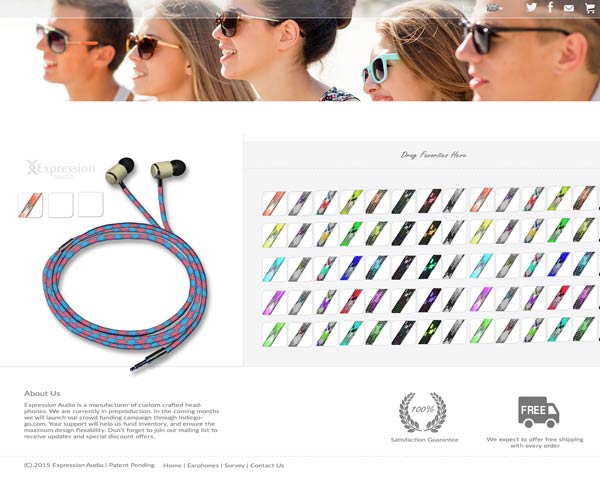 Drag Favorites Here
Expression
audio
About Us
Expression Audio is a manufacturer of custom crafted head-
phones. We are currently in preproduction. In the coming months
we will launch our crowd funding campaign through Indiego-
go.com. Your support will help us fund inventory, and ensure the
maximium design flexibility. Don't forget to join our mailing list to
receive updates and special discount offers.
100%
Satisfaction Guarantee
FREE
We expect to offer free shipping
with every order
(C) 2015 Expression Audio | Patent Pending
Home | Earphones | Survey | Contact Us